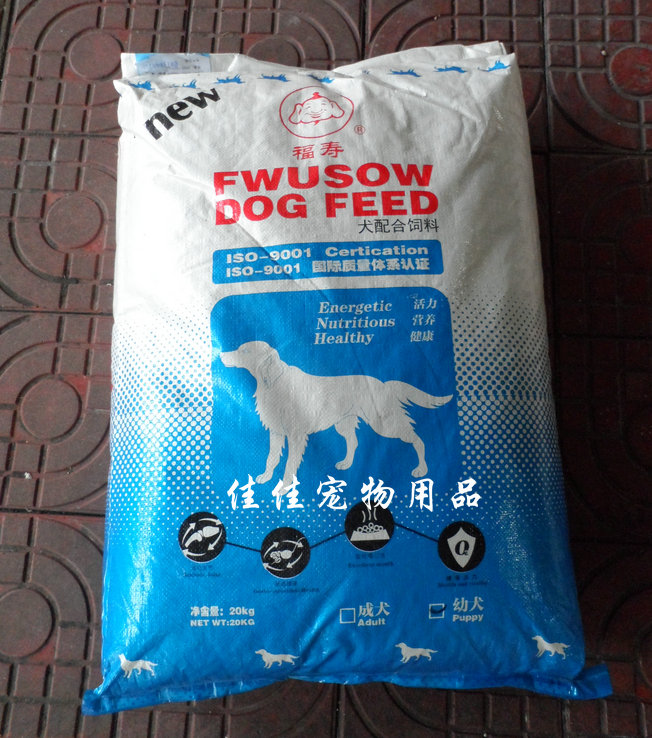 new
®
福寿
FWUSOW
DOG FEED
犬配合饲料
ISO-9001 Certication
ISO-9001 国际质量体系认证
Energetic 活力
Nutritious 营养
Healthy 健康
佳佳宠物用品
净含量: 20kg
NET WT:20KG
成犬
Adult
幼犬
Puppy